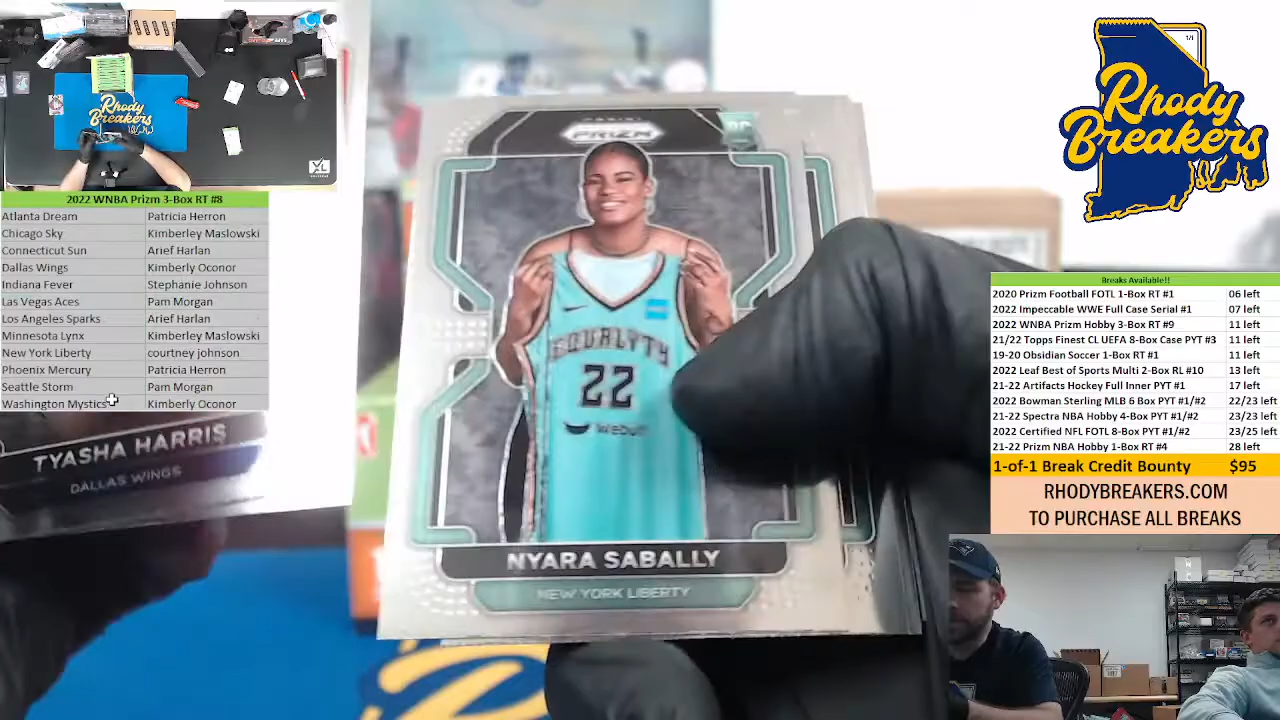 Rhody
Breakers
2022 WNBA Prizm 3-Box RT #8
Atlanta Dream Patricia Herron
Chicago Sky Kimberley Maslowski
Connecticut Sun Arief Harlan
Dallas Wings Kimberly Oconor
Indiana Fever Stephanie Johnson
Las Vegas Aces Pam Morgan
Los Angeles Sparks Arief Harlan
Minnesota Lynx Kimberley Maslowski
New York Liberty courtney johnson
Phoenix Mercury Patricia Herron
Seattle Storm Pam Morgan
Washington Mystics Kimberly Oconor
TYASHA HARRIS
DALLAS WINGS
PANINI
PRIZM
RC
EQUALITY
22
Webull
NYARA SABALLY
NEW YORK LIBERTY
1/1
Rhody
Breakers
Breaks Available!!
2020 Prizm Football FOTL 1-Box RT #1 06 left
2022 Impeccable WWE Full Case Serial #1 07 left
2022 WNBA Prizm Hobby 3-Box RT #9 11 left
21/22 Topps Finest CL UEFA 8-Box Case PYT #3 11 left
19-20 Obsidian Soccer 1-Box RT #1 11 left
2022 Leaf Best of Sports Multi 2-Box RL #10 13 left
21-22 Artifacts Hockey Full Inner PYT #1 17 left
2022 Bowman Sterling MLB 6 Box PYT #1/#2 22/23 left
21-22 Spectra NBA Hobby 4-Box PYT #1/#2 23/23 left
2022 Certified NFL FOTL 8-Box PYT #1/#2 23/25 left
21-22 Prizm NBA Hobby 1-Box RT #4 28 left
1-of-1 Break Credit Bounty $95
RHODYBREAKERS.COM
TO PURCHASE ALL BREAKS